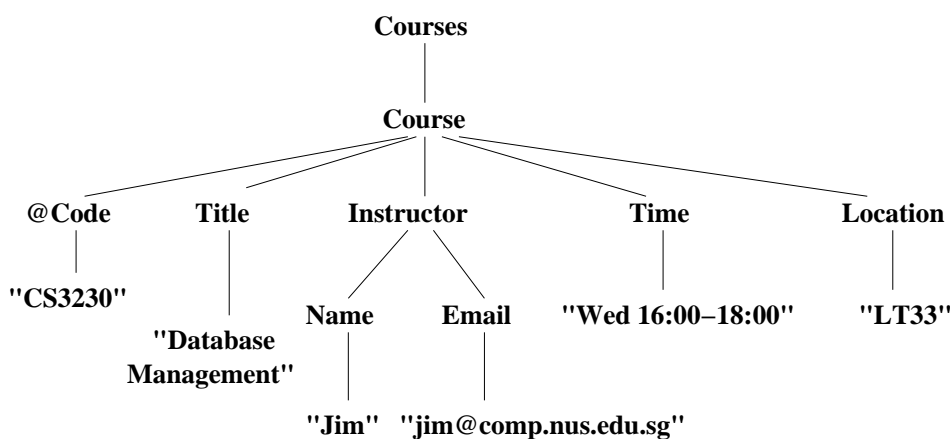 Courses
Course
@Code
Title
Instructor
Time
Location
"CS3230"
"Database
Management"
Name
Email
"Wed 16:00−18:00"
"LT33"
"Jim"
"jim@comp.nus.edu.sg"